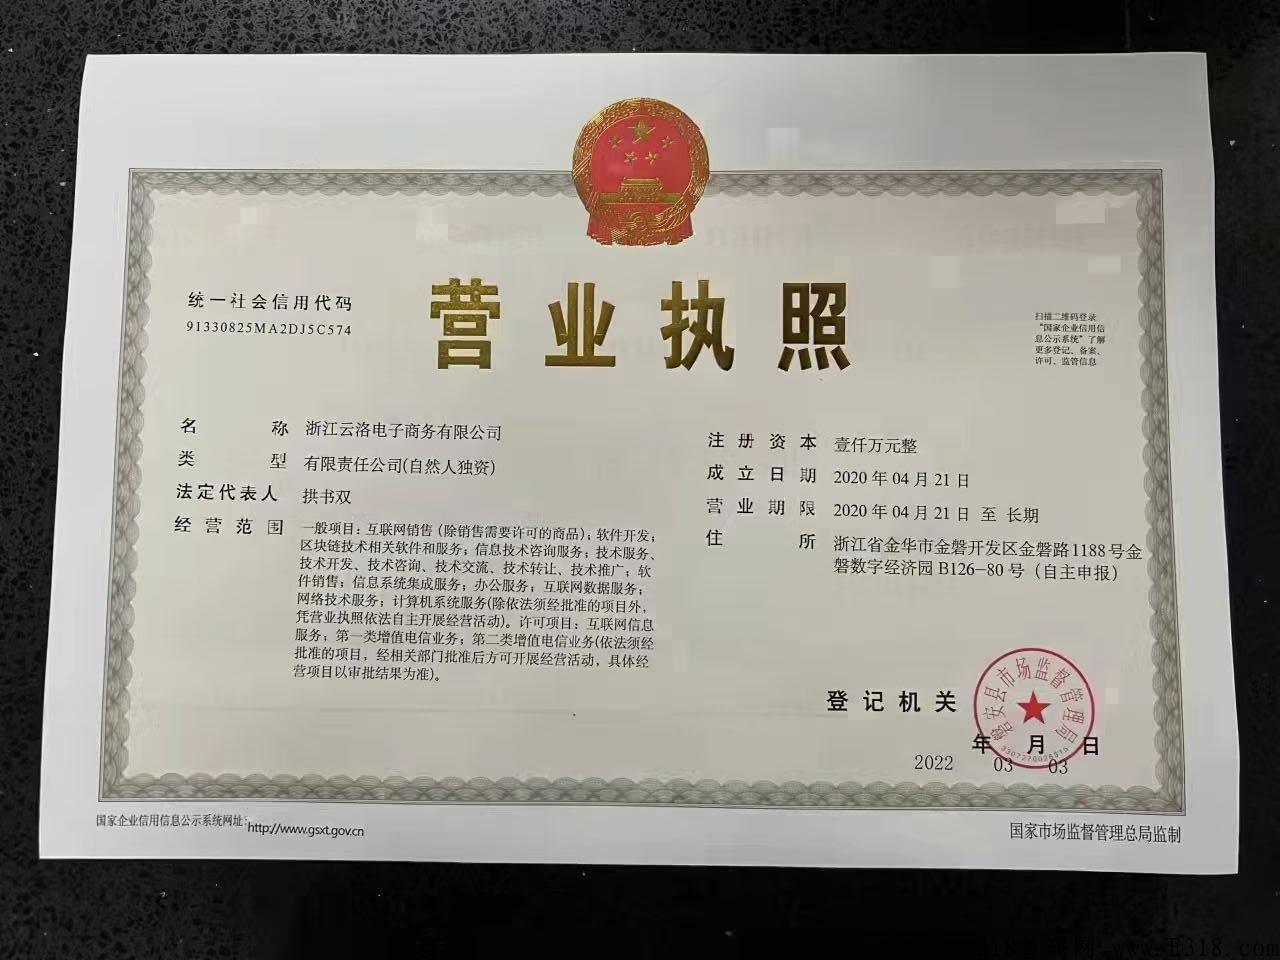 营业执照
统一社会信用代码
91330825MA2DJ5C574
扫描二维码登录
“国家企业信用信
息公示系统”了解
更多登记、备案、
许可、监管信息
名称 浙江云洛电子商务有限公司
类型 有限责任公司(自然人独资)
法定代表人 拱书双
经营范围 一般项目：互联网销售（除销售需要许可的商品）；软件开发；
区块链技术相关软件和服务；信息技术咨询服务；技术服务、
技术开发、技术咨询、技术交流、技术转让、技术推广；软
件销售；信息系统集成服务；办公服务；互联网数据服务；
网络技术服务；计算机系统服务(除依法须经批准的项目外，
凭营业执照依法自主开展经营活动)。许可项目：互联网信息
服务；第一类增值电信业务；第二类增值电信业务(依法须经
批准的项目，经相关部门批准后方可开展经营活动，具体经
营项目以审批结果为准)。
注册资本 壹仟万元整
成立日期 2020 年 04 月 21 日
营业期限 2020 年 04 月 21 日 至 长期
住所 浙江省金华市金磐开发区金磐路1188号金
磐数字经济园B126-80号（自主申报）
登记机关
磐安县市场监督管理局
年 月 日
2022 03 03
国家企业信用信息公示系统网址：http://www.gsxt.gov.cn
国家市场监督管理总局监制
www.E318.com